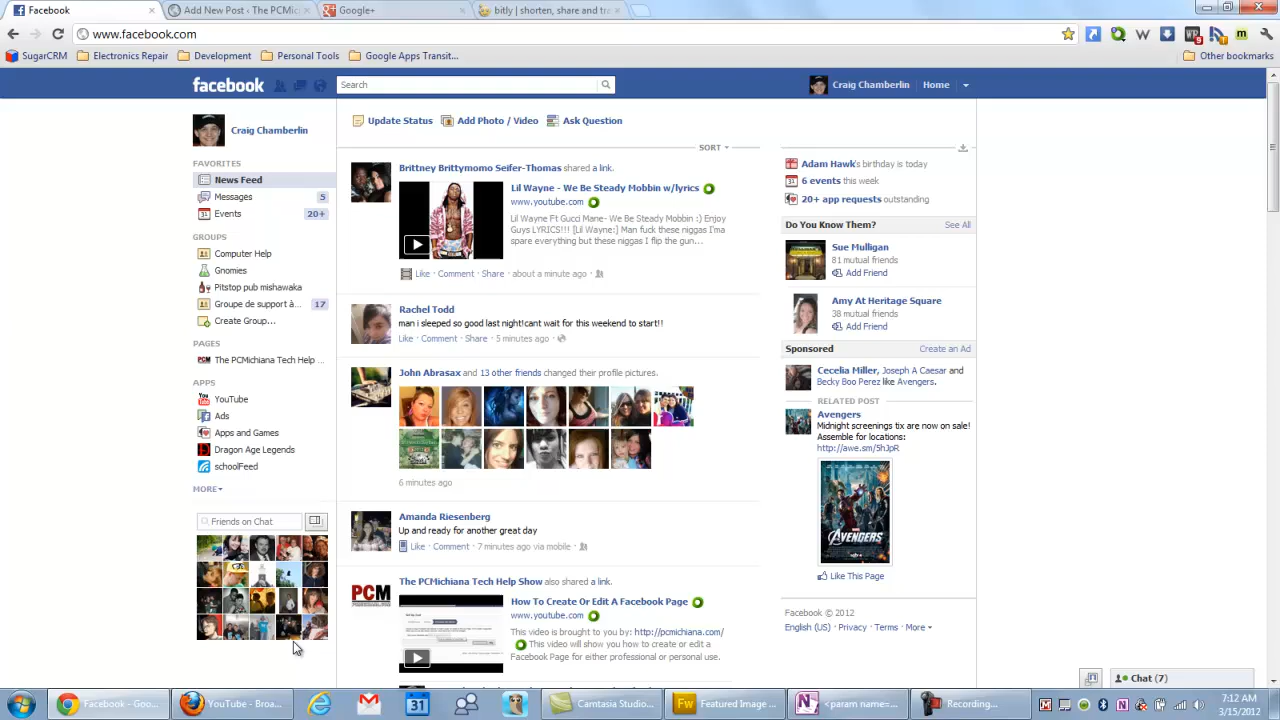 Facebook
Add New Post ‹ The PCMic
Google+
bitly | shorten, share and tra
www.facebook.com
SugarCRM
Electronics Repair
Development
Personal Tools
Google Apps Transit...
Other bookmarks
facebook
Search
Craig Chamberlin
Home
Craig Chamberlin
FAVORITES
News Feed
Messages 5
Events 20+
GROUPS
Computer Help
Gnomies
Pitstop pub mishawaka
Groupe de support à... 17
Create Group...
PAGES
The PCMichiana Tech Help ...
APPS
YouTube
Ads
Apps and Games
Dragon Age Legends
schoolFeed
MORE
Friends on Chat
Update Status
Add Photo / Video
Ask Question
SORT
Brittney Brittymomo Seifer-Thomas shared a link.
Lil Wayne - We Be Steady Mobbin w/lyrics
www.youtube.com
Lil Wayne Ft Gucci Mane- We Be Steady Mobbin :) Enjoy
Guys LYRICS!!! [Lil Wayne:] Man fuck these niggas I'ma
spare everything but these niggas I flip the gun...
Like · Comment · Share · about a minute ago ·
Rachel Todd
man i sleeped so good last night!cant wait for this weekend to start!!
Like · Comment · Share · 5 minutes ago ·
John Abrasax and 13 other friends changed their profile pictures.
6 minutes ago
Amanda Riesenberg
Up and ready for another great day
Like · Comment · 7 minutes ago via mobile ·
The PCMichiana Tech Help Show also shared a link.
PCM
How To Create Or Edit A Facebook Page
www.youtube.com
This video is brought to you by: http://pcmichiana.com/
This video will show you how to create or edit a
Facebook Page for either professional or personal use.
Adam Hawk's birthday is today
6 events this week
20+ app requests outstanding
Do You Know Them?
See All
Sue Mulligan
81 mutual friends
Add Friend
Amy At Heritage Square
38 mutual friends
Add Friend
Sponsored
Create an Ad
Cecelia Miller, Joseph A Caesar and
Becky Boo Perez like Avengers.
RELATED POST
Avengers
Midnight screenings tix are now on sale!
Assemble for locations:
http://awe.sm/5hJpR
AVENGERS
Like This Page
Facebook © 2012
English (US) · Privacy · Terms · More
Chat (7)
Facebook - Goo...
YouTube - Broa...
31
Camtasia Studio...
Featured Image ...
<param name=...
Recording...
7:12 AM
3/15/2012